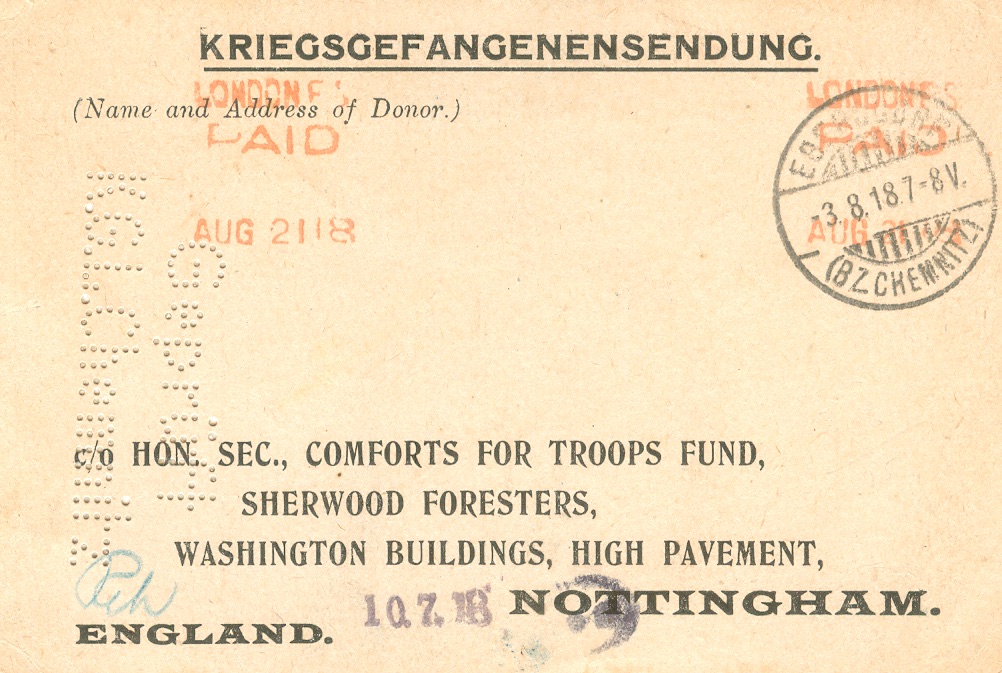 KRIEGSGEFANGENENSENDUNG.
LONDON F.S
PAID
AUG 21 18
LONDON F.S
PAID
AUG 21 18
(Name and Address of Donor.)
-3.8.18.7-8V.
(BZ.CHEMNITZ)
c/o HON. SEC., COMFORTS FOR TROOPS FUND,
SHERWOOD FORESTERS,
WASHINGTON BUILDINGS, HIGH PAVEMENT,
NOTTINGHAM.
ENGLAND.
10.7.18